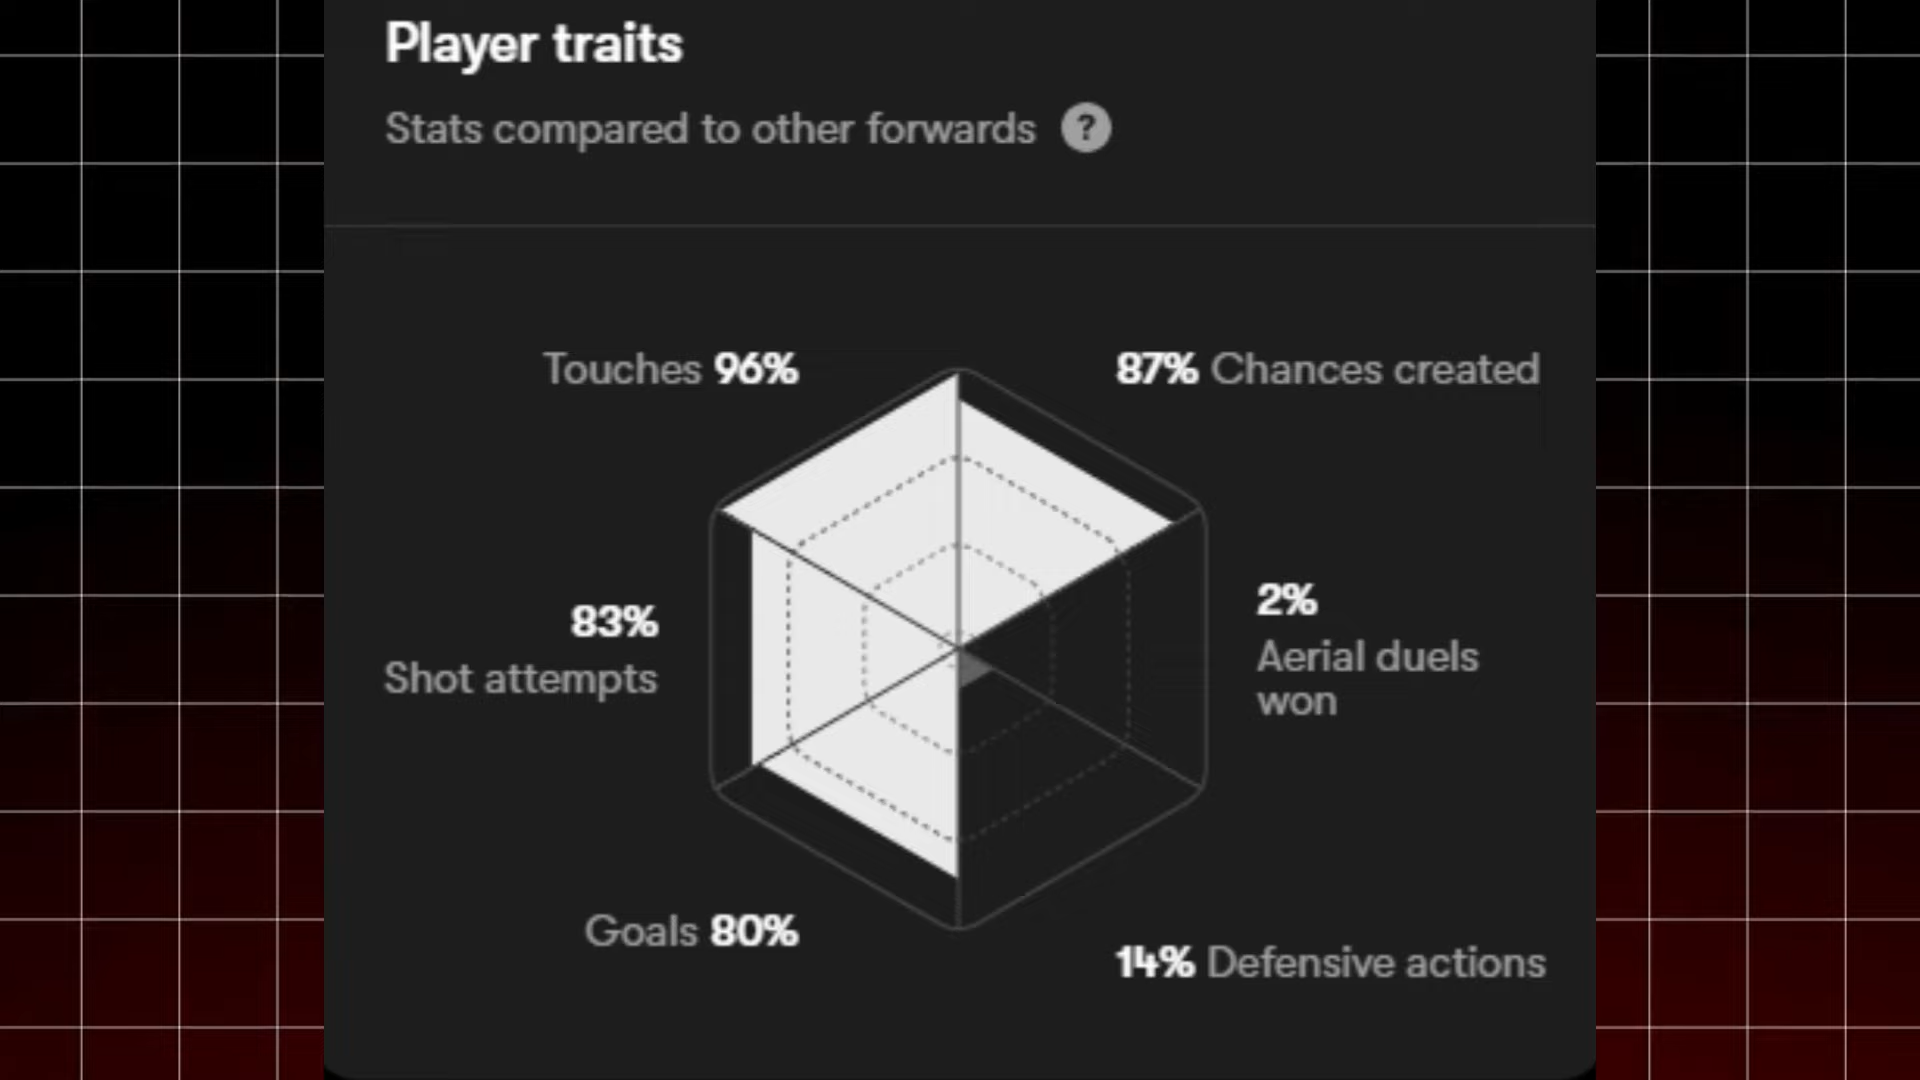 Player traits
Stats compared to other forwards ?
Touches 96%
87% Chances created
83%
Shot attempts
2%
Aerial duels
won
Goals 80%
14% Defensive actions